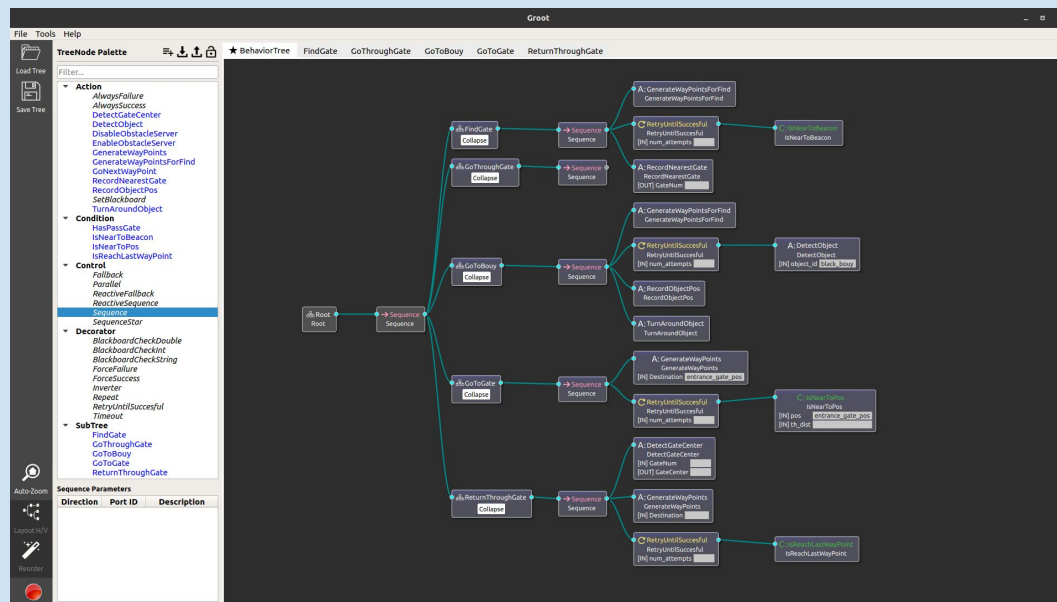 Groot
File Tools Help
Load Tree
Save Tree
Auto-Zoom
Layout H/V
Reorder
TreeNode Palette
Filter...
Action
AlwaysFailure
AlwaysSuccess
DetectGateCenter
DetectObject
DisableObstacleServer
EnableObstacleServer
GenerateWayPoints
GenerateWayPointsForFind
GoNextWayPoint
RecordNearestGate
RecordObjectPos
SetBlackboard
TurnAroundObject
Condition
HasPassGate
IsNearToBeacon
IsNearToPos
IsReachLastWayPoint
Control
Fallback
Parallel
ReactiveFallback
ReactiveSequence
Sequence
SequenceStar
Decorator
BlackboardCheckDouble
BlackboardCheckInt
BlackboardCheckString
ForceFailure
ForceSuccess
Inverter
Repeat
RetryUntilSuccesful
Timeout
SubTree
FindGate
GoThroughGate
GoToBouy
GoToGate
ReturnThroughGate
Sequence Parameters
Direction Port ID Description
★ BehaviorTree FindGate GoThroughGate GoToBouy GoToGate ReturnThroughGate
Root
Root
→ Sequence
Sequence
FindGate
Collapse
→ Sequence
Sequence
A: GenerateWayPointsForFind
GenerateWayPointsForFind
RetryUntilSuccesful
RetryUntilSuccesful
[IN] num_attempts
C: IsNearToBeacon
IsNearToBeacon
A: RecordNearestGate
RecordNearestGate
[OUT] GateNum
GoThroughGate
Collapse
→ Sequence
Sequence
GoToBouy
Collapse
→ Sequence
Sequence
A: GenerateWayPointsForFind
GenerateWayPointsForFind
RetryUntilSuccesful
RetryUntilSuccesful
[IN] num_attempts
A: DetectObject
DetectObject
[IN] object_id black_bouy
A: RecordObjectPos
RecordObjectPos
A: TurnAroundObject
TurnAroundObject
GoToGate
Collapse
→ Sequence
Sequence
A: GenerateWayPoints
GenerateWayPoints
[IN] Destination entrance_gate_pos
RetryUntilSuccesful
RetryUntilSuccesful
[IN] num_attempts
C: IsNearToPos
IsNearToPos
[IN] pos entrance_gate_pos
[IN] th_dist
ReturnThroughGate
Collapse
→ Sequence
Sequence
A: DetectGateCenter
DetectGateCenter
[IN] GateNum
[OUT] GateCenter
A: GenerateWayPoints
GenerateWayPoints
[IN] Destination
RetryUntilSuccesful
RetryUntilSuccesful
[IN] num_attempts
C: IsReachLastWayPoint
IsReachLastWayPoint